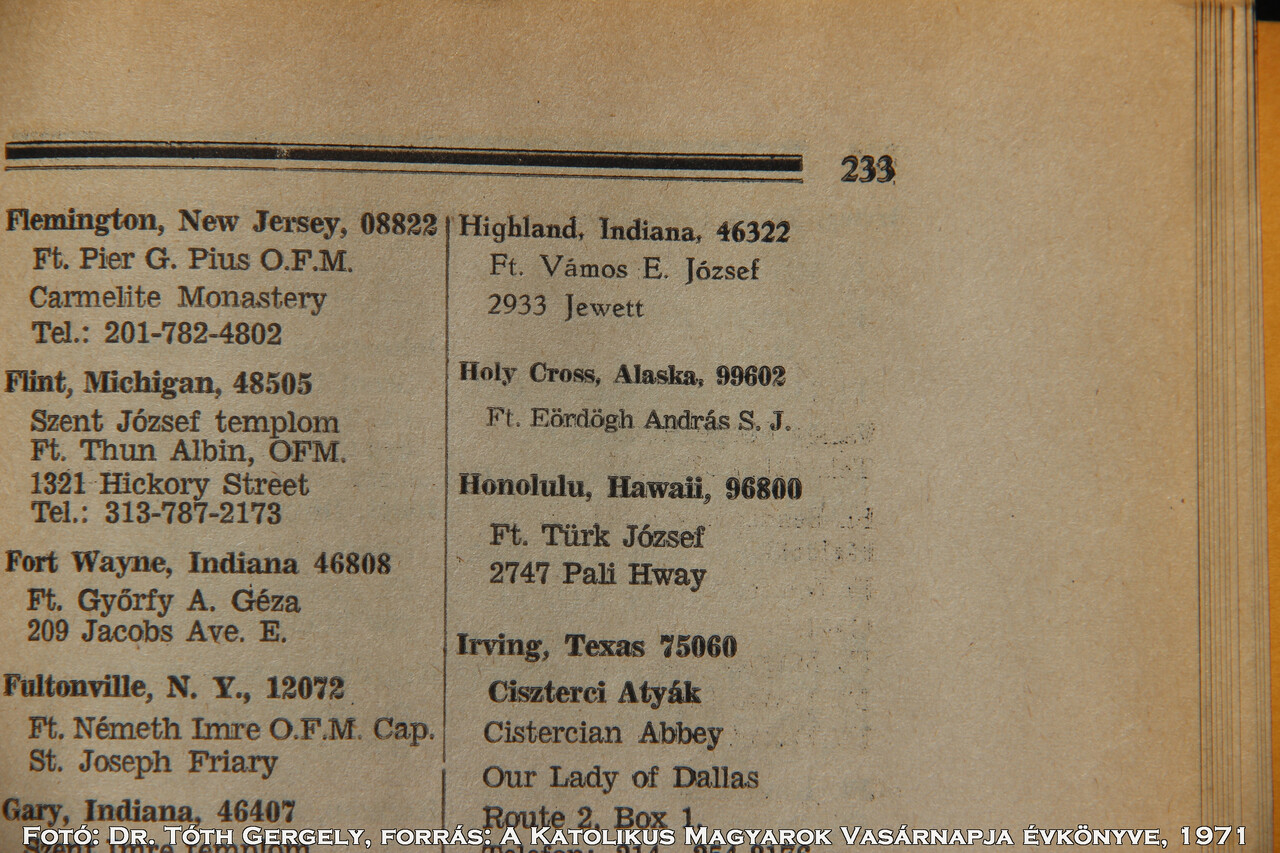 233
Flemington, New Jersey, 08822
Ft. Pier G. Pius O.F.M.
Carmelite Monastery
Tel.: 201-782-4802
Flint, Michigan, 48505
Szent József templom
Ft. Thun Albin, OFM.
1321 Hickory Street
Tel.: 313-787-2173
Fort Wayne, Indiana 46808
Ft. Győrfy A. Géza
209 Jacobs Ave. E.
Fultonville, N. Y., 12072
Ft. Németh Imre O.F.M. Cap.
St. Joseph Friary
Gary, Indiana, 46407
Szent Imre templom
Highland, Indiana, 46322
Ft. Vámos E. József
2933 Jewett
Holy Cross, Alaska, 99602
Ft. Eördögh András S. J.
Honolulu, Hawaii, 96800
Ft. Türk József
2747 Pali Hway
Irving, Texas 75060
Ciszterci Atyák
Cistercian Abbey
Our Lady of Dallas
Route 2, Box 1.
Telefon: 214
Fotó: Dr. Tóth Gergely, forrás: A Katolikus Magyarok Vasárnapja évkönyve, 1971